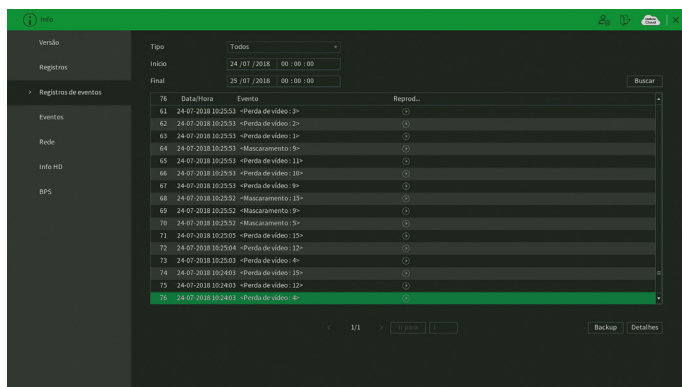 Info
Online Cloud
Versão
Registros
> Registros de eventos
Eventos
Rede
Info HD
BPS
Tipo Todos
Início 24 /07 /2018 00 : 00 : 00
Final 25 /07 /2018 00 : 00 : 00
Buscar
76 Data/Hora Evento Reprod...
61 24-07-2018 10:25:53 <Perda de vídeo : 3>
62 24-07-2018 10:25:53 <Perda de vídeo : 2>
63 24-07-2018 10:25:53 <Perda de vídeo : 1>
64 24-07-2018 10:25:53 <Mascaramento : 9>
65 24-07-2018 10:25:53 <Perda de vídeo : 11>
66 24-07-2018 10:25:53 <Perda de vídeo : 10>
67 24-07-2018 10:25:53 <Perda de vídeo : 9>
68 24-07-2018 10:25:52 <Mascaramento : 15>
69 24-07-2018 10:25:52 <Mascaramento : 9>
70 24-07-2018 10:25:52 <Mascaramento : 5>
71 24-07-2018 10:25:05 <Perda de vídeo : 15>
72 24-07-2018 10:25:04 <Perda de vídeo : 12>
73 24-07-2018 10:25:03 <Perda de vídeo : 4>
74 24-07-2018 10:24:03 <Perda de vídeo : 15>
75 24-07-2018 10:24:03 <Perda de vídeo : 12>
76 24-07-2018 10:24:03 <Perda de vídeo : 4>
< 1/1 > Ir para 1
Backup Detalhes